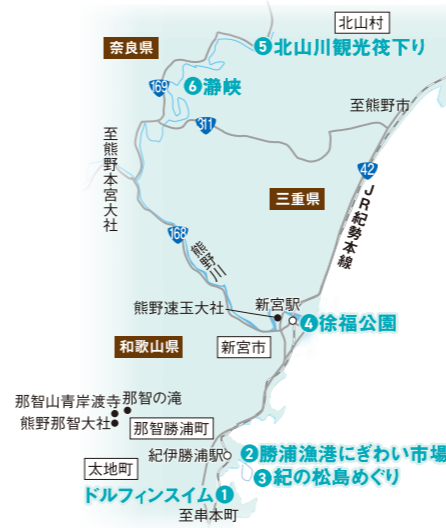 北山村
奈良県
❺北山川観光筏下り
169
❻瀞峡
至熊野市
311
42
至熊野本宮大社
三重県
JR紀勢本線
168
熊野川
熊野速玉大社
新宮駅
❹徐福公園
和歌山県
新宮市
那智山青岸渡寺
那智の滝
熊野那智大社
那智勝浦町
紀伊勝浦駅
❷勝浦漁港にぎわい市場
太地町
❸紀の松島めぐり
ドルフィンスイム❶
至串本町